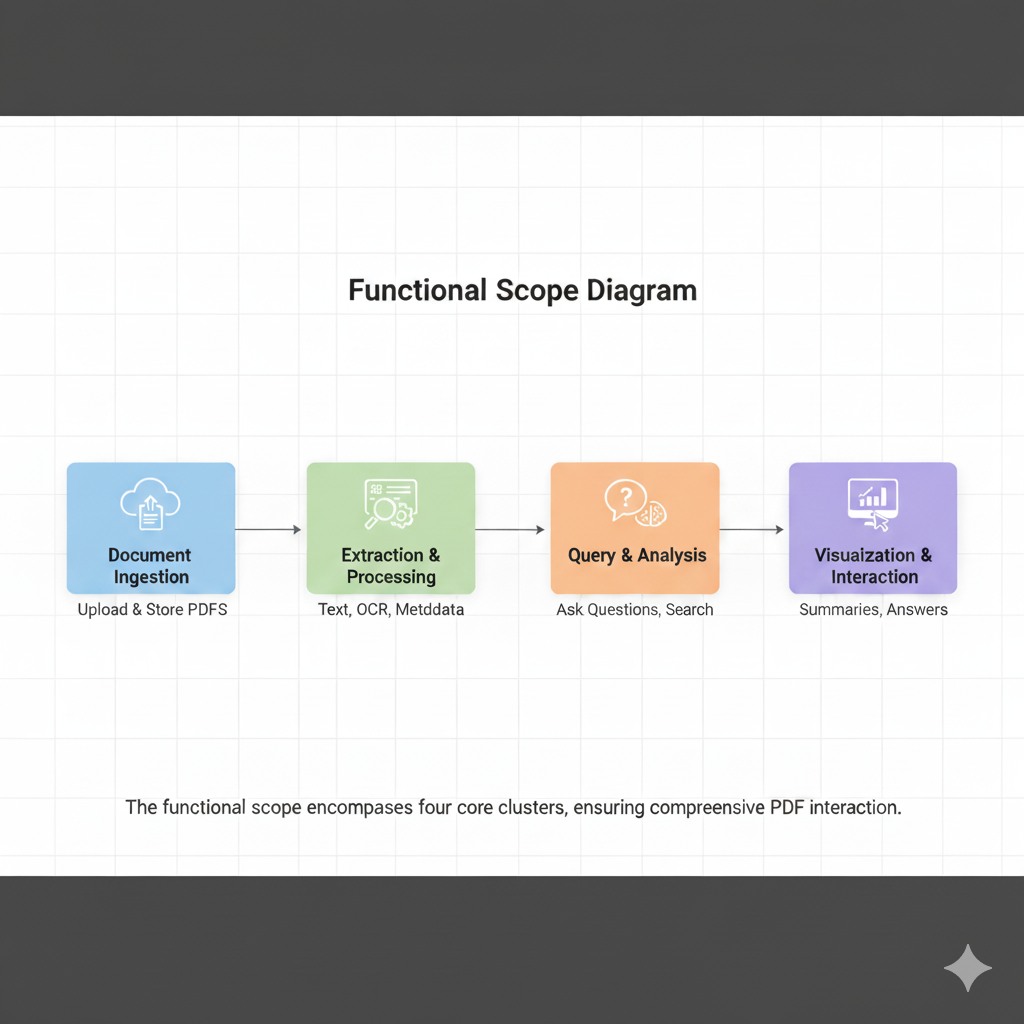 Functional Scope Diagram
Document
Ingestion
Upload & Store PDFS
Extraction &
Processing
Text, OCR, Metddata
Query & Analysis
Ask Questions, Search
Visuaization &
Interaction
Summaries, Answers
The functional scope encompases four core clusters, ensuring compreensive PDF interaction.